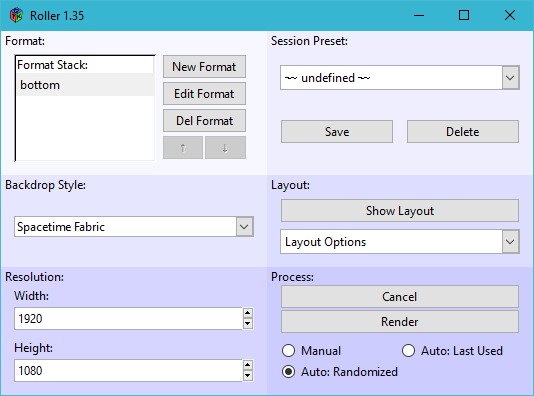 Roller 1.35
Format:
Format Stack:
bottom
New Format
Edit Format
Del Format
↑ ↓
Session Preset:
~~ undefined ~~
Save Delete
Backdrop Style:
Spacetime Fabric
Layout:
Show Layout
Layout Options
Resolution:
Width:
1920
Height:
1080
Process:
Cancel
Render
Manual Auto: Last Used
Auto: Randomized